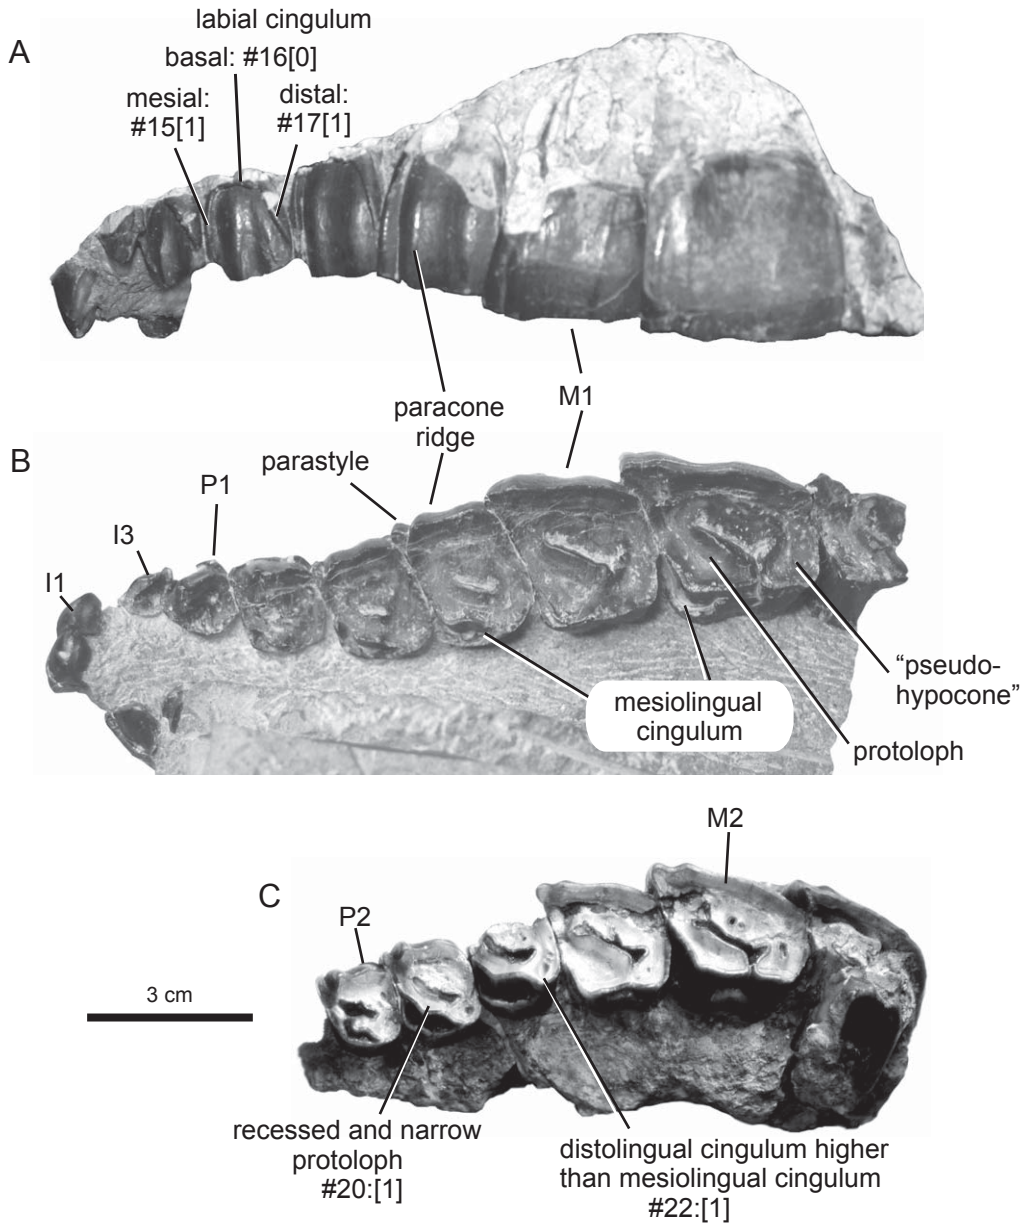 A
labial cingulum
basal: #16[0]
mesial:
#15[1]
distal:
#17[1]
M1
paracone
ridge
B
parastyle
P1
I3
I1
“pseudo-
hypocone”
mesiolingual
cingulum
protoloph
M2
C
P2
3 cm
recessed and narrow
protoloph
#20:[1]
distolingual cingulum higher
than mesiolingual cingulum
#22:[1]